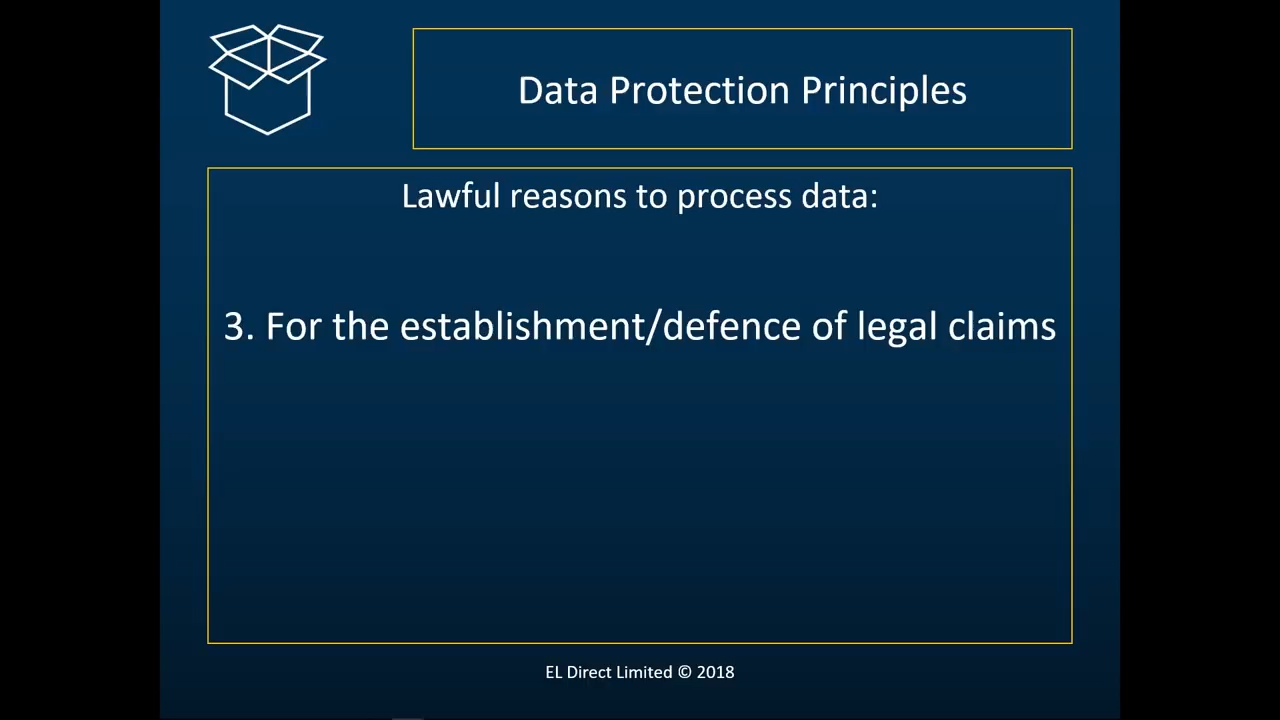 Data Protection Principles
Lawful reasons to process data:
3. For the establishment/defence of legal claims
EL Direct Limited © 2018